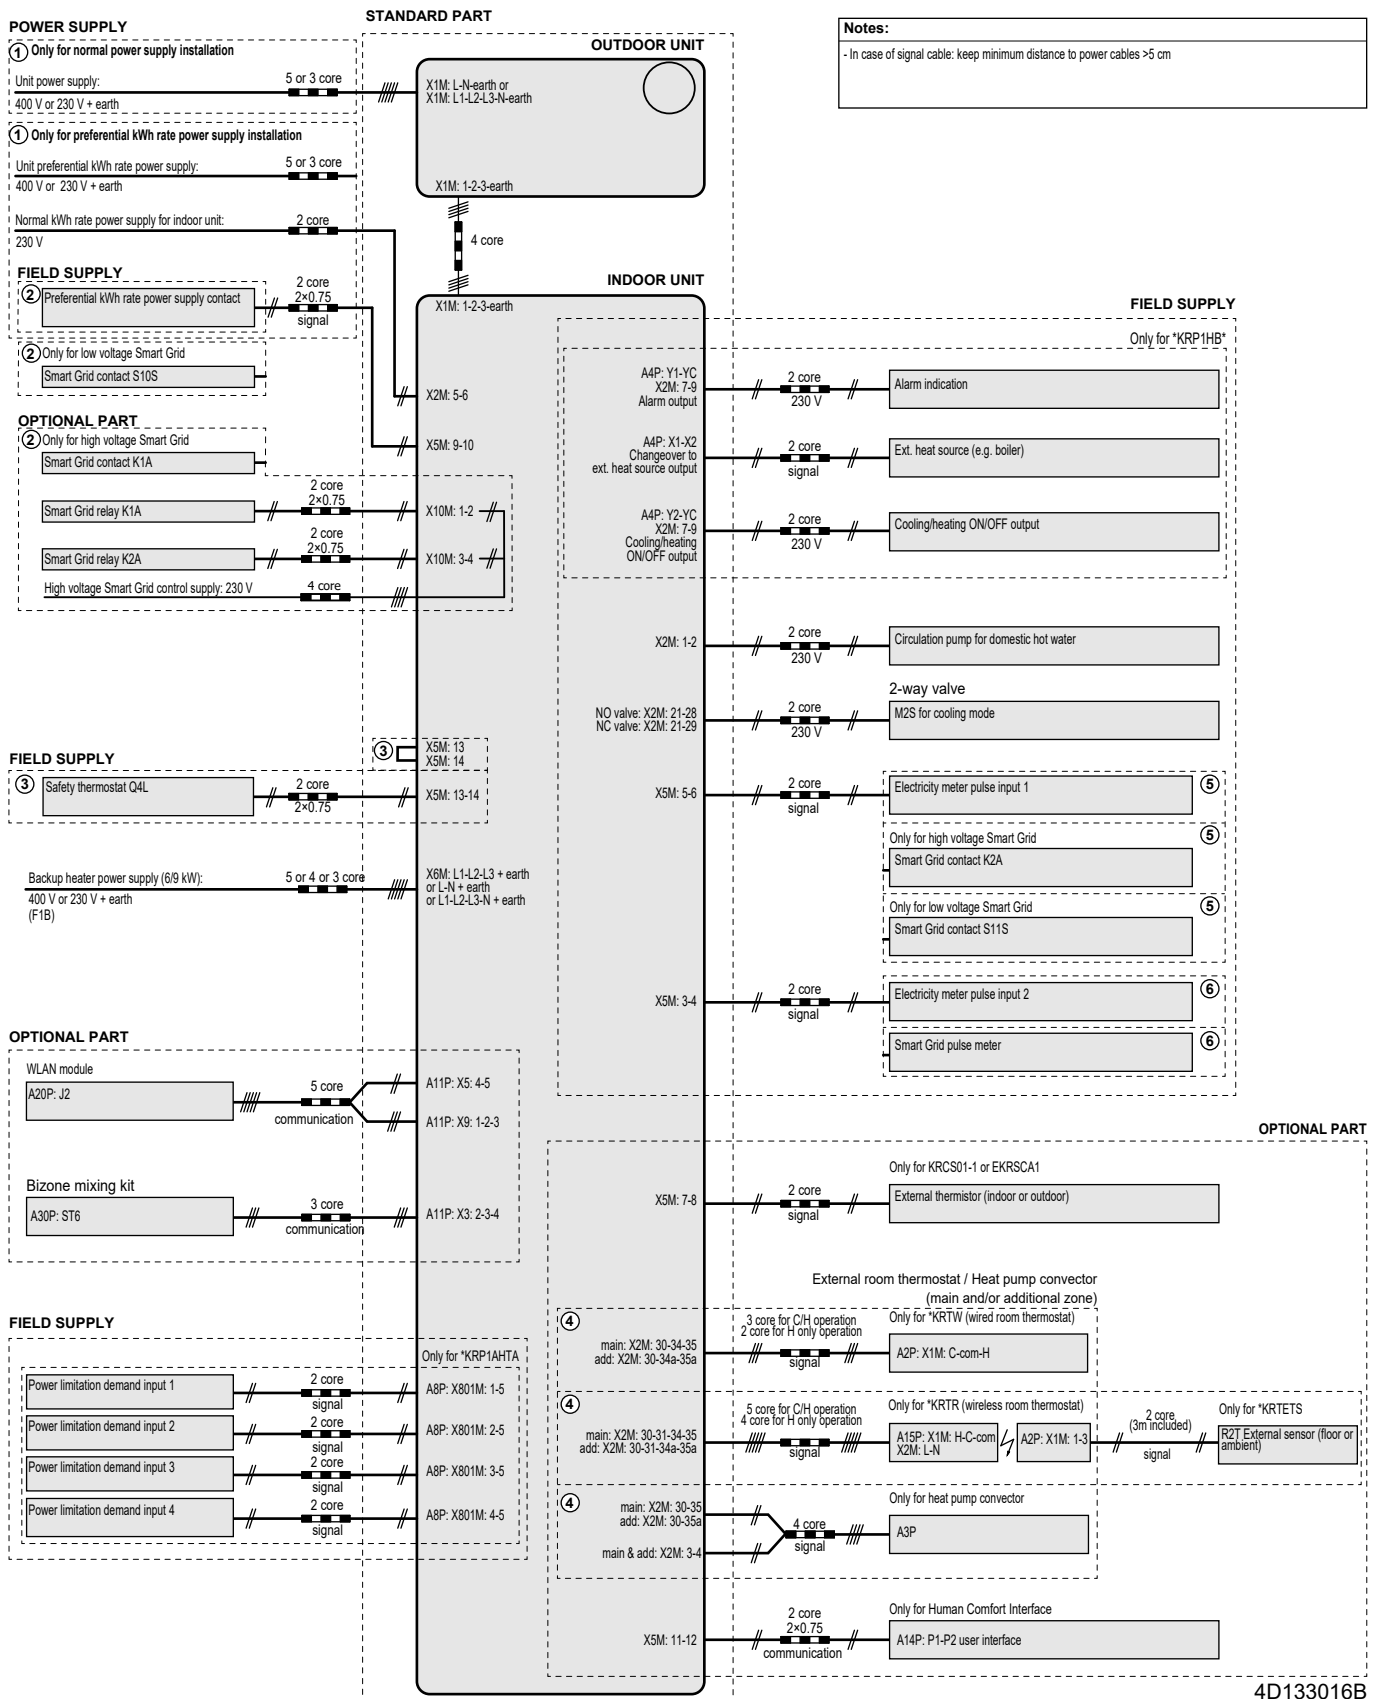 POWER SUPPLY
① Only for normal power supply installation
Unit power supply:
5 or 3 core
400 V or 230 V + earth
① Only for preferential kWh rate power supply installation
Unit preferential kWh rate power supply:
5 or 3 core
400 V or 230 V + earth
Normal kWh rate power supply for indoor unit:
2 core
230 V
FIELD SUPPLY
② Preferential kWh rate power supply contact
2 core
2×0.75
signal
② Only for low voltage Smart Grid
Smart Grid contact S10S
OPTIONAL PART
② Only for high voltage Smart Grid
Smart Grid contact K1A
2 core
2×0.75
Smart Grid relay K1A
2 core
2×0.75
Smart Grid relay K2A
High voltage Smart Grid control supply: 230 V
4 core
FIELD SUPPLY
③ Safety thermostat Q4L
2 core
2×0.75
Backup heater power supply (6/9 kW):
5 or 4 or 3 core
400 V or 230 V + earth
(F1B)
OPTIONAL PART
WLAN module
A20P: J2
5 core
communication
Bizone mixing kit
A30P: ST6
3 core
communication
FIELD SUPPLY
Power limitation demand input 1
2 core
signal
Power limitation demand input 2
2 core
signal
Power limitation demand input 3
2 core
signal
Power limitation demand input 4
2 core
signal
STANDARD PART
OUTDOOR UNIT
X1M: L-N-earth or
X1M: L1-L2-L3-N-earth
X1M: 1-2-3-earth
4 core
INDOOR UNIT
X1M: 1-2-3-earth
X2M: 5-6
X5M: 9-10
X10M: 1-2
X10M: 3-4
③
X5M: 13
X5M: 14
X5M: 13-14
X6M: L1-L2-L3 + earth
or L-N + earth
or L1-L2-L3-N + earth
A11P: X5: 4-5
A11P: X9: 1-2-3
A11P: X3: 2-3-4
Only for *KRP1AHTA
A8P: X801M: 1-5
A8P: X801M: 2-5
A8P: X801M: 3-5
A8P: X801M: 4-5
Notes:
- In case of signal cable: keep minimum distance to power cables >5 cm
FIELD SUPPLY
Only for *KRP1HB*
A4P: Y1-YC
X2M: 7-9
Alarm output
2 core
230 V
Alarm indication
A4P: X1-X2
Changeover to
ext. heat source output
2 core
signal
Ext. heat source (e.g. boiler)
A4P: Y2-YC
X2M: 7-9
Cooling/heating
ON/OFF output
2 core
230 V
Cooling/heating ON/OFF output
X2M: 1-2
2 core
230 V
Circulation pump for domestic hot water
2-way valve
NO valve: X2M: 21-28
NC valve: X2M: 21-29
2 core
230 V
M2S for cooling mode
X5M: 5-6
2 core
signal
Electricity meter pulse input 1
⑤
Only for high voltage Smart Grid
⑤
Smart Grid contact K2A
Only for low voltage Smart Grid
⑤
Smart Grid contact S11S
X5M: 3-4
2 core
signal
Electricity meter pulse input 2
⑥
Smart Grid pulse meter
⑥
OPTIONAL PART
Only for KRCS01-1 or EKRSCA1
X5M: 7-8
2 core
signal
External thermistor (indoor or outdoor)
External room thermostat / Heat pump convector
(main and/or additional zone)
④
main: X2M: 30-34-35
add: X2M: 30-34a-35a
3 core for C/H operation
2 core for H only operation
signal
Only for *KRTW (wired room thermostat)
A2P: X1M: C-com-H
④
main: X2M: 30-31-34-35
add: X2M: 30-31-34a-35a
5 core for C/H operation
4 core for H only operation
signal
Only for *KRTR (wireless room thermostat)
A15P: X1M: H-C-com
X2M: L-N
A2P: X1M: 1-3
2 core
(3m included)
signal
Only for *KRTETS
R2T External sensor (floor or
ambient)
④
main: X2M: 30-35
add: X2M: 30-35a
main & add: X2M: 3-4
4 core
signal
Only for heat pump convector
A3P
X5M: 11-12
2 core
2×0.75
communication
Only for Human Comfort Interface
A14P: P1-P2 user interface
4D133016B